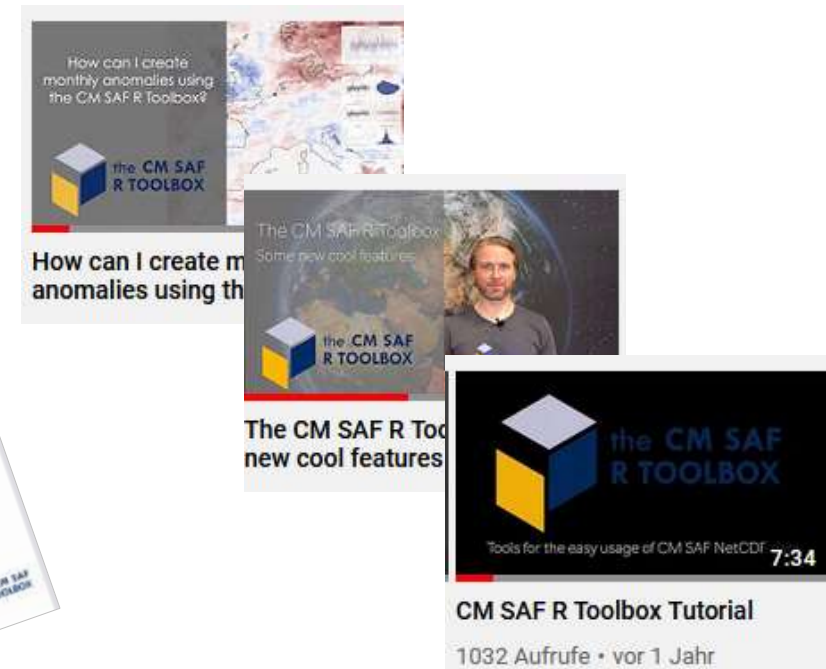 How can I create
monthly anomalies using
the CM SAF R Toolbox?
the CM SAF
R TOOLBOX
How can I create m
anomalies using th
The CM SAF R Toolbox
Some new cool features
the CM SAF
R TOOLBOX
The CM SAF R Too
new cool features
the CM SAF
R TOOLBOX
Tools for the easy usage of CM SAF NetCDF
7:34
CM SAF R Toolbox Tutorial
1032 Aufrufe • vor 1 Jahr
CM SAF
TOOLBOX